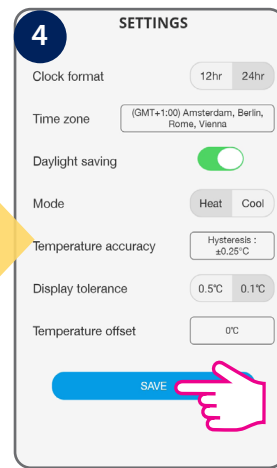 4
SETTINGS
Clock format
12hr 24hr
Time zone
(GMT+1:00) Amsterdam, Berlin,
Rome, Vienna
Daylight saving
Mode
Heat Cool
Temperature accuracy
Hysteresis :
±0.25°C
Display tolerance
0.5°C 0.1°C
Temperature offset
0°C
SAVE